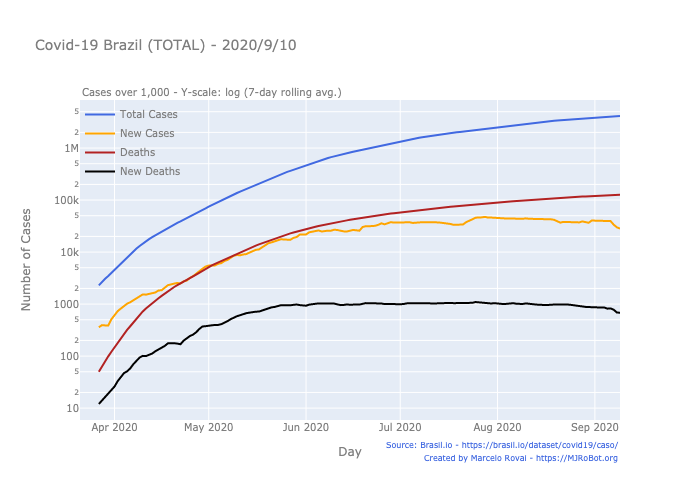 Covid-19 Brazil (TOTAL) - 2020/9/10
Cases over 1,000 - Y-scale: log (7-day rolling avg.)
Total Cases
New Cases
Deaths
New Deaths
Number of Cases
5
2
1M
5
2
100k
5
2
10k
5
2
1000
5
2
100
5
2
10
Apr 2020
May 2020
Jun 2020
Jul 2020
Aug 2020
Sep 2020
Day
Source: Brasil.io - https://brasil.io/dataset/covid19/caso/
Created by Marcelo Rovai - https://MJRoBot.org